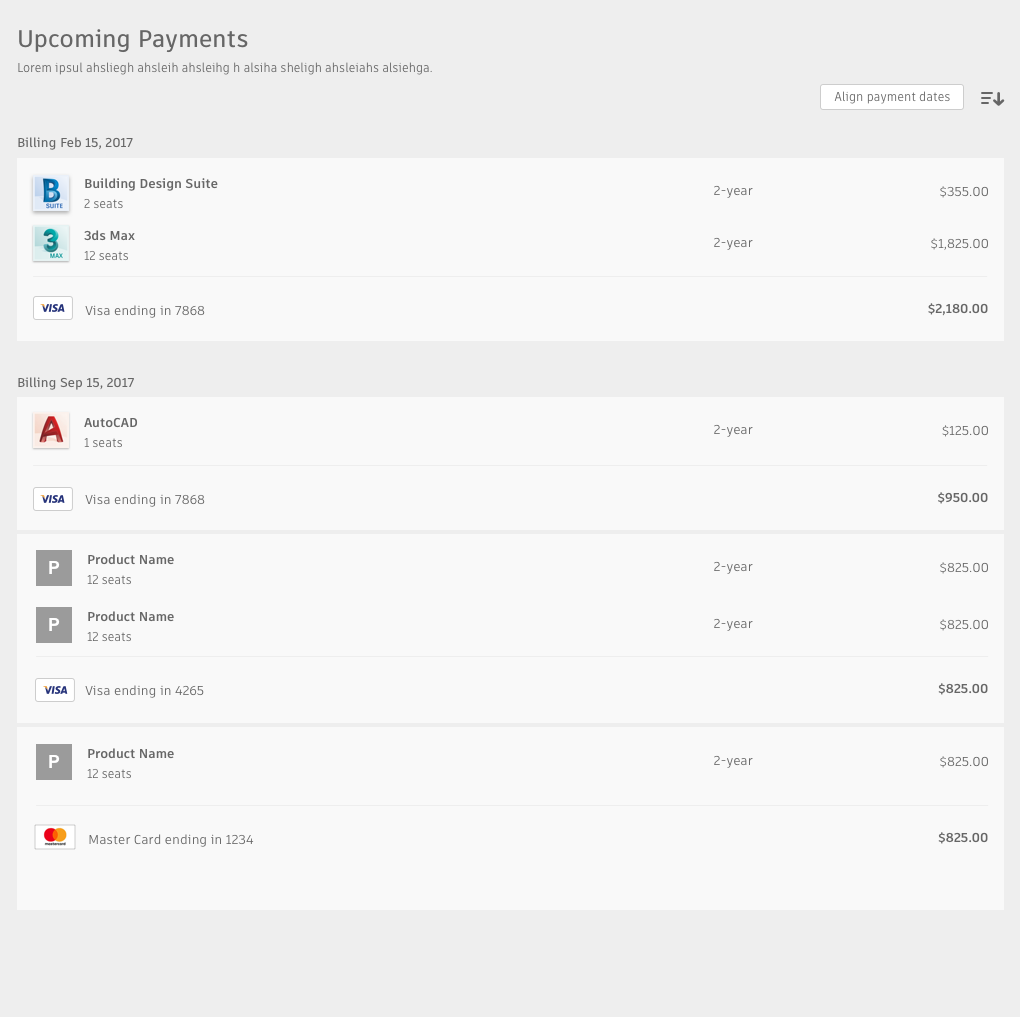 Upcoming Payments
Lorem ipsul ahsliegh ahsleih ahsleihg h alsiha sheligh ahsleiahs alsiehga.
Align payment dates
Billing Feb 15, 2017
B SUITE
Building Design Suite
2 seats
2-year
$355.00
3 MAX
3ds Max
12 seats
2-year
$1,825.00
VISA
Visa ending in 7868
$2,180.00
Billing Sep 15, 2017
A
AutoCAD
1 seats
2-year
$125.00
VISA
Visa ending in 7868
$950.00
P
Product Name
12 seats
2-year
$825.00
P
Product Name
12 seats
2-year
$825.00
VISA
Visa ending in 4265
$825.00
P
Product Name
12 seats
2-year
$825.00
mastercard
Master Card ending in 1234
$825.00